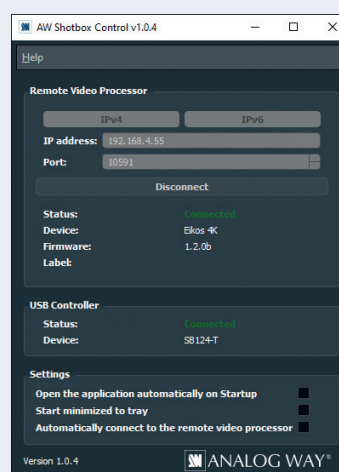 AW Shotbox Control v1.0.4
Help
Remote Video Processor
IPv4 IPv6
IP address: 192.168.4.55
Port: 10591
Disconnect
Status: Connected
Device: Eikos 4K
Firmware: 1.2.0b
Label:
USB Controller
Status: Connected
Device: SB124-T
Settings
Open the application automatically on Startup
Start minimized to tray
Automatically connect to the remote video processor
Version 1.0.4 ANALOG WAY®